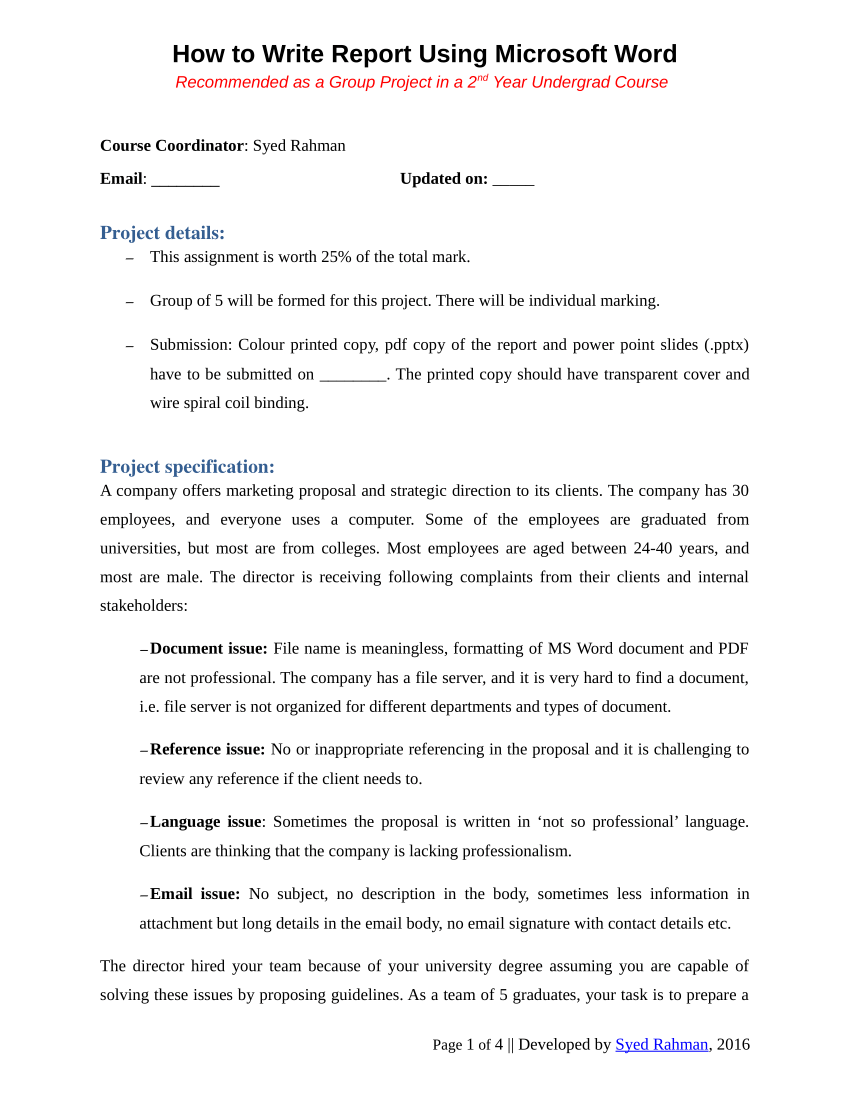 How to Write Report Using Microsoft Word
Recommended as a Group Project in a 2nd Year Undergrad Course
Course Coordinator: Syed Rahman
Email: ________ Updated on: _____
Project details:
– This assignment is worth 25% of the total mark.
– Group of 5 will be formed for this project. There will be individual marking.
– Submission: Colour printed copy, pdf copy of the report and power point slides (.pptx)
have to be submitted on ________. The printed copy should have transparent cover and
wire spiral coil binding.
Project specification:
A company offers marketing proposal and strategic direction to its clients. The company has 30
employees, and everyone uses a computer. Some of the employees are graduated from
universities, but most are from colleges. Most employees are aged between 24-40 years, and
most are male. The director is receiving following complaints from their clients and internal
stakeholders:
–Document issue: File name is meaningless, formatting of MS Word document and PDF
are not professional. The company has a file server, and it is very hard to find a document,
i.e. file server is not organized for different departments and types of document.
–Reference issue: No or inappropriate referencing in the proposal and it is challenging to
review any reference if the client needs to.
–Language issue: Sometimes the proposal is written in ‘not so professional’ language.
Clients are thinking that the company is lacking professionalism.
–Email issue: No subject, no description in the body, sometimes less information in
attachment but long details in the email body, no email signature with contact details etc.
The director hired your team because of your university degree assuming you are capable of
solving these issues by proposing guidelines. As a team of 5 graduates, your task is to prepare a
Page 1 of 4 || Developed by Syed Rahman, 2016